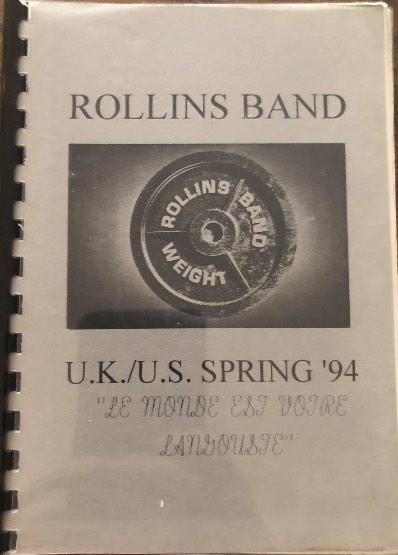 ROLLINS BAND
ROLLINS BAND
WEIGHT
U.K./U.S. SPRING '94
"LE MONDE EST VOTRE
LANGOUSTE"